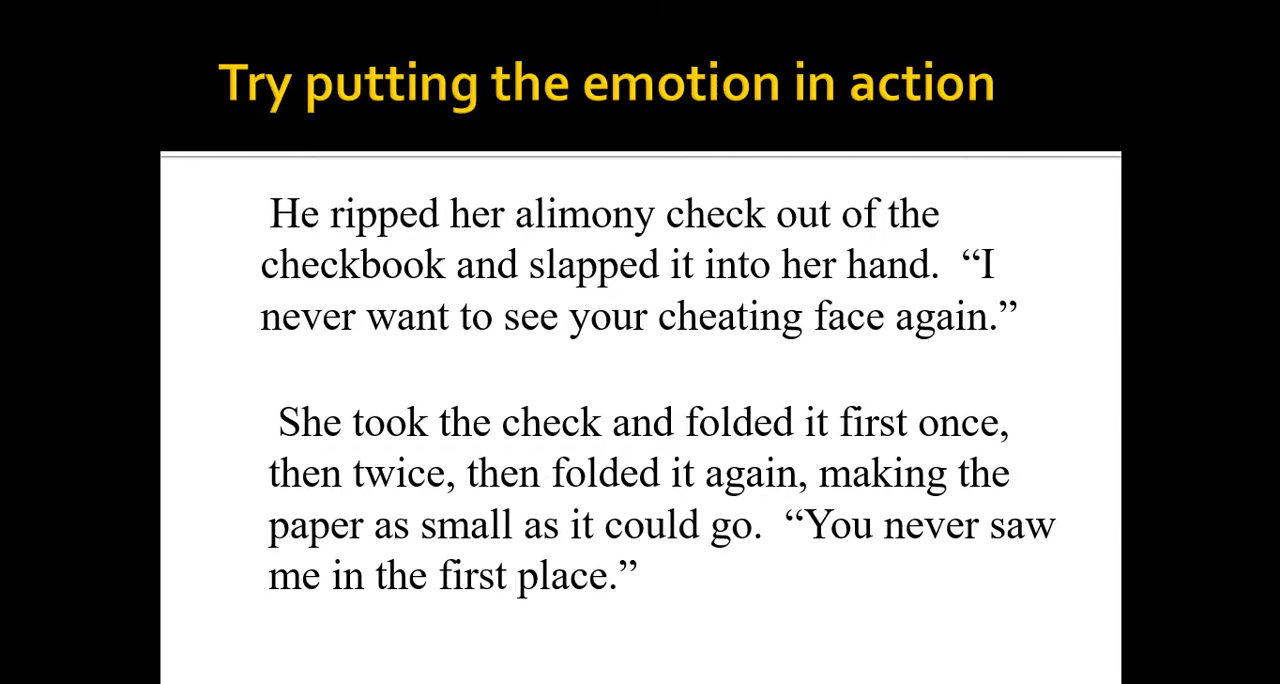 Try putting the emotion in action
He ripped her alimony check out of the
checkbook and slapped it into her hand.  “I
never want to see your cheating face again.”
She took the check and folded it first once,
then twice, then folded it again, making the
paper as small as it could go.  “You never saw
me in the first place.”